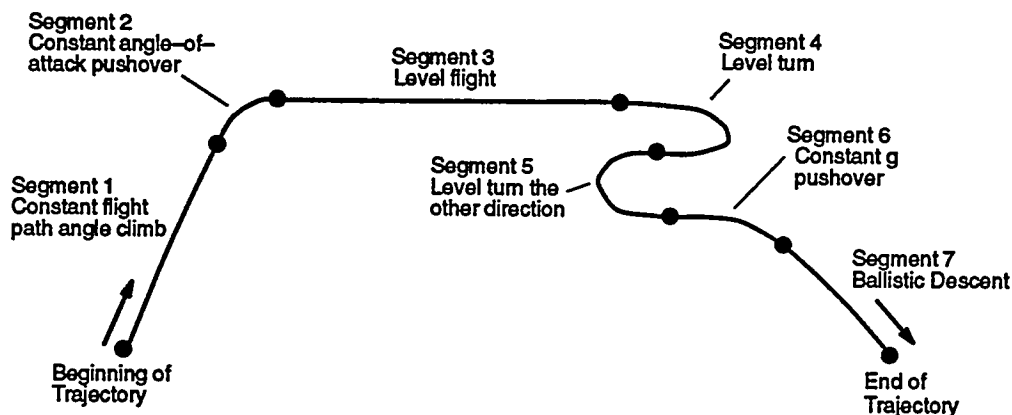 Segment 2
Constant angle–of–
attack pushover
Segment 3
Level flight
Segment 4
Level turn
Segment 5
Level turn the
other direction
Segment 6
Constant g
pushover
Segment 1
Constant flight
path angle climb
Segment 7
Ballistic Descent
Beginning of
Trajectory
End of
Trajectory